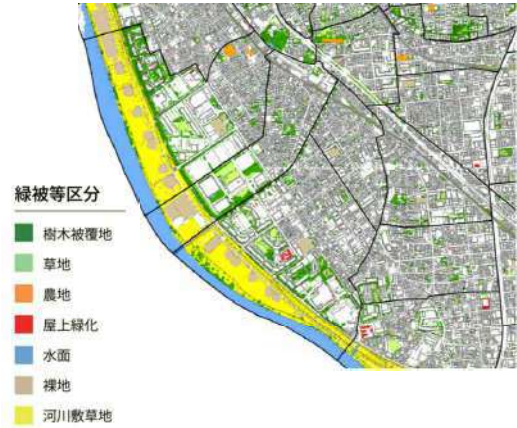 緑被等区分
樹木被覆地
草地
農地
屋上緑化
水面
裸地
河川敷草地